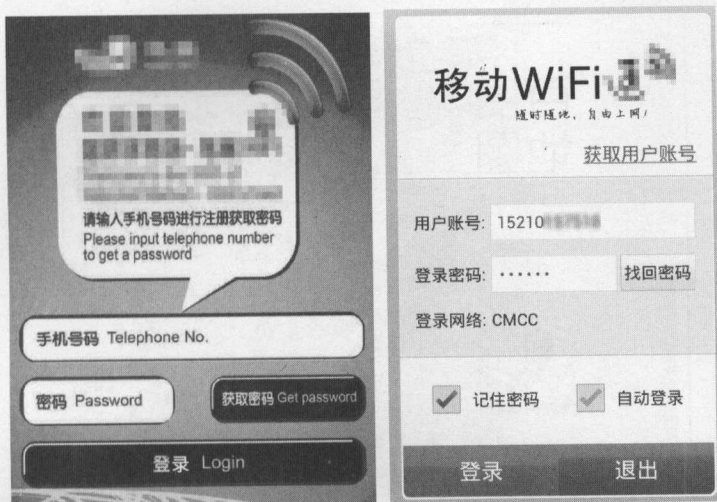 请输入手机号码进行注册获取密码
Please input telephone number
to get a password
手机号码 Telephone No.
密码 Password
获取密码 Get password
登录 Login
移动WiFi
随时随地，自由上网！
获取用户账号
用户账号: 15210
登录密码: ······
找回密码
登录网络: CMCC
记住密码
自动登录
登录
退出